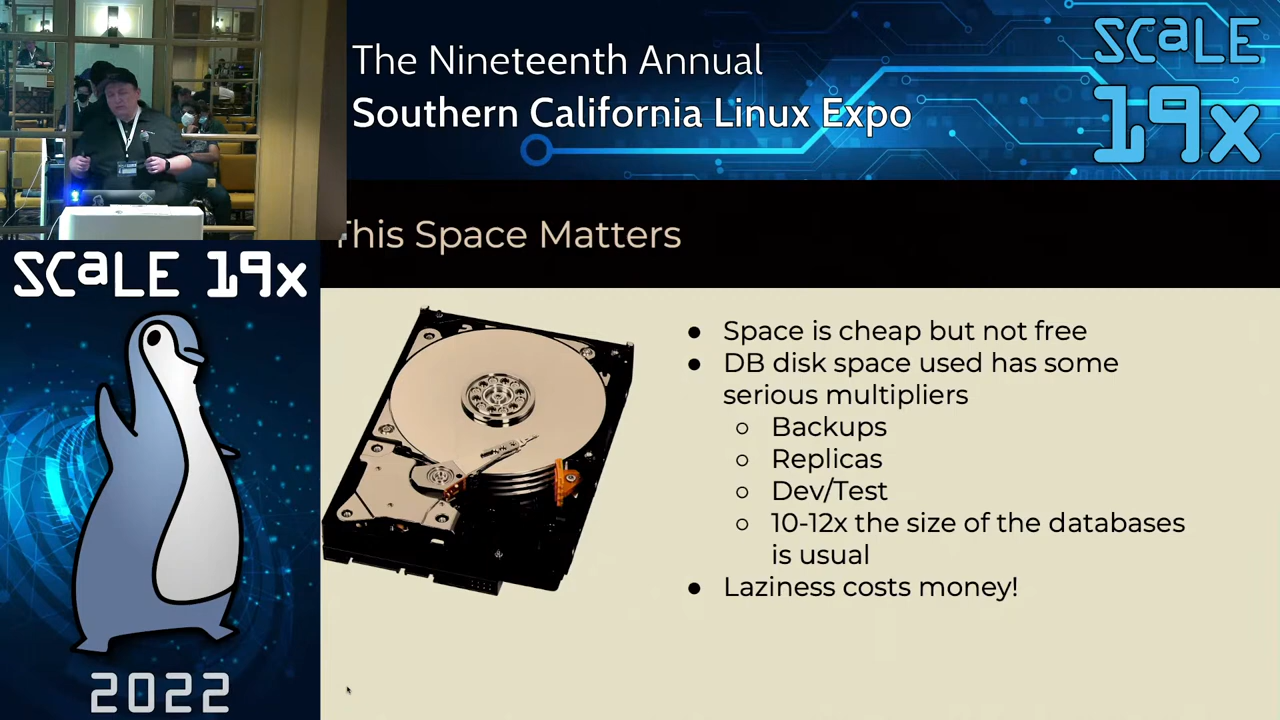 The Nineteenth Annual
Southern California Linux Expo
SCaLE
19x
This Space Matters
SCaLE 19x
● Space is cheap but not free
● DB disk space used has some
serious multipliers
○ Backups
○ Replicas
○ Dev/Test
○ 10-12x the size of the databases
is usual
● Laziness costs money!
2022